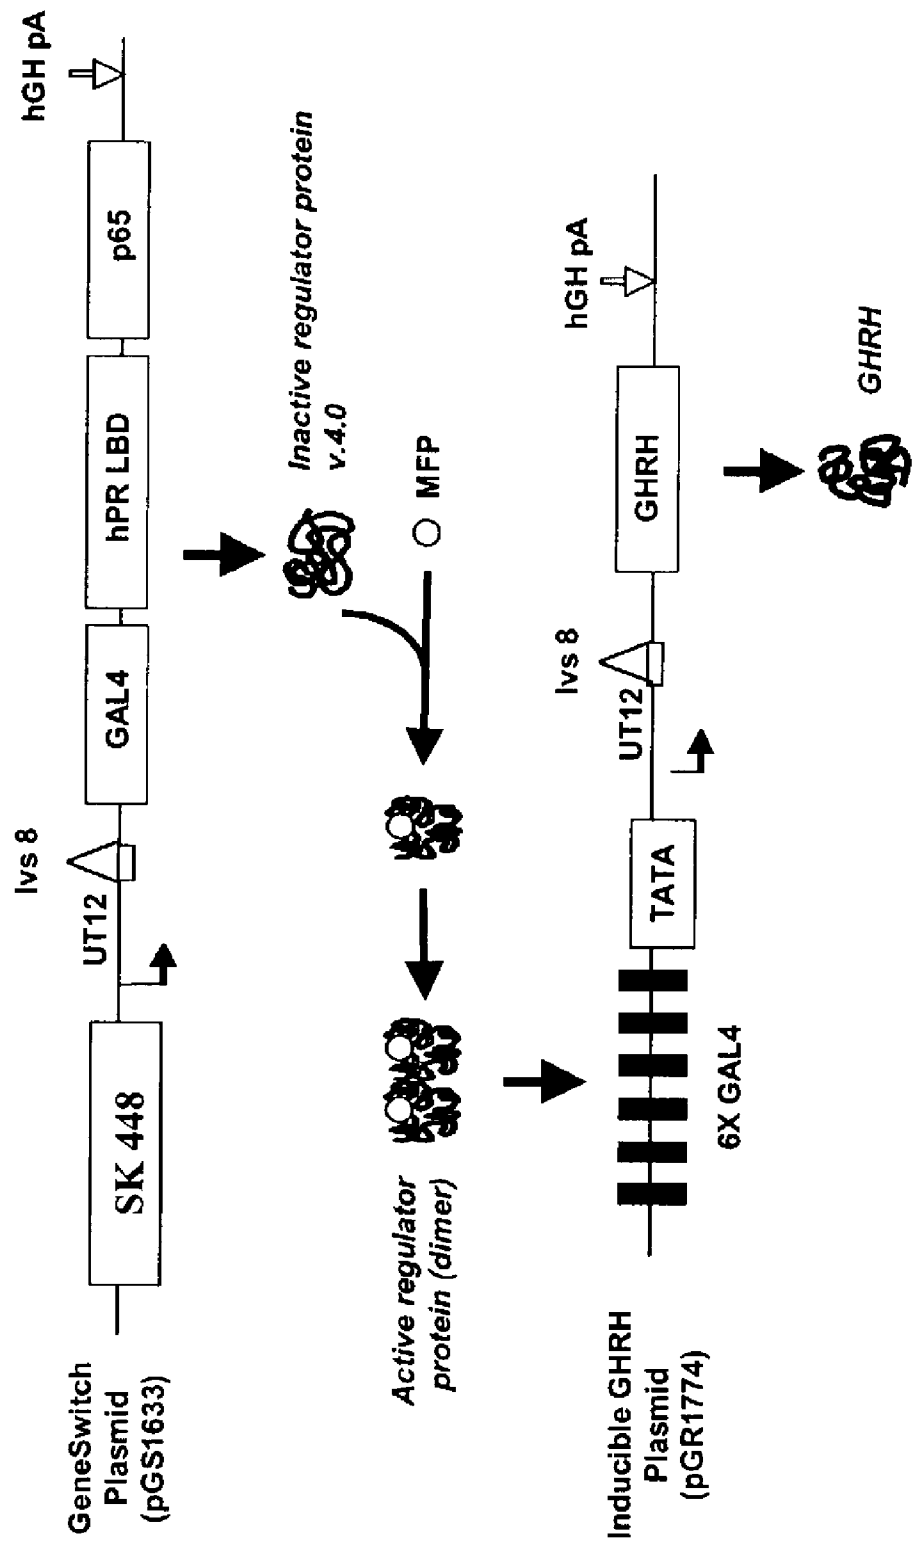 GeneSwitch
Plasmid
(pGS1633)
SK 448
UT12
Ivs 8
GAL4
hPR LBD
p65
hGH pA
Inactive regulator protein
v.4.0
MFP
Active regulator
protein (dimer)
Inducible GHRH
Plasmid
(pGR1774)
6X GAL4
TATA
UT12
Ivs 8
GHRH
hGH pA
GHRH